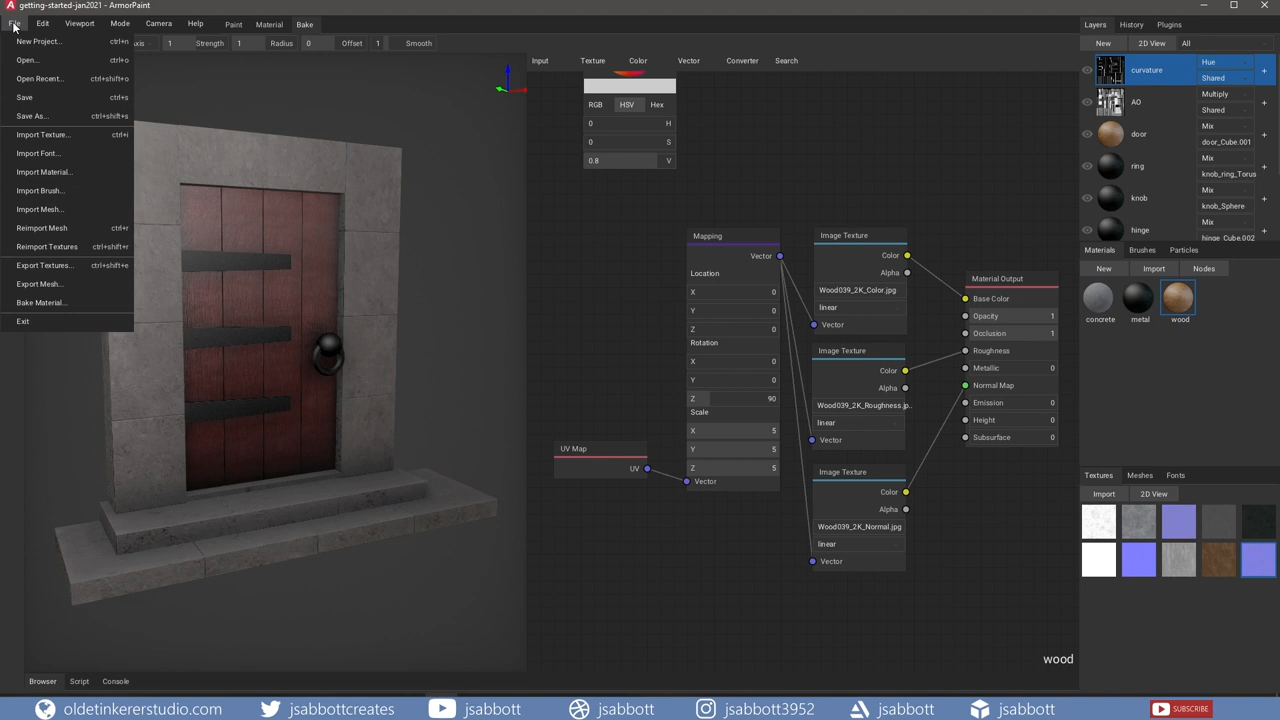 getting-started-jan2021 - ArmorPaint
File Edit Viewport Mode Camera Help Paint Material Bake
New Project... ctrl+n
Open... ctrl+o
Open Recent... ctrl+shift+o
Save ctrl+s
Save As... ctrl+shift+s
Import Texture... ctrl+i
Import Font...
Import Material...
Import Brush...
Import Mesh...
Reimport Mesh ctrl+r
Reimport Textures ctrl+shift+r
Export Textures... ctrl+shift+e
Export Mesh...
Bake Material...
Exit
1 Strength 1 Radius 0 Offset 1 Smooth
Input Texture Color Vector Converter Search
RGB HSV Hex
0 H
0 S
0.8 V
UV Map
UV
Mapping
Vector
Location
X 0
Y 0
Z 0
Rotation
X 0
Y 0
Z 90
Scale
X 5
Y 5
Z 5
Vector
Image Texture
Color
Alpha
Wood039_2K_Color.jpg
linear
Vector
Image Texture
Color
Alpha
Wood039_2K_Roughness.jp..
linear
Vector
Image Texture
Color
Alpha
Wood039_2K_Normal.jpg
linear
Vector
Material Output
Base Color
Opacity 1
Occlusion 1
Roughness
Metallic 0
Normal Map
Emission 0
Height 0
Subsurface 0
wood
Layers History Plugins
New 2D View All
curvature Hue
Shared
AO Multiply
Shared
door Mix
door_Cube.001
ring Mix
knob_ring_Torus
knob Mix
knob_Sphere
hinge Mix
hinge_Cube.002
Materials Brushes Particles
New Import Nodes
concrete metal wood
Textures Meshes Fonts
Import 2D View
Browser Script Console
oldetinkererstudio.com jsabbottcreates jsabbott jsabbott jsabbott3952 jsabbott jsabbott SUBSCRIBE